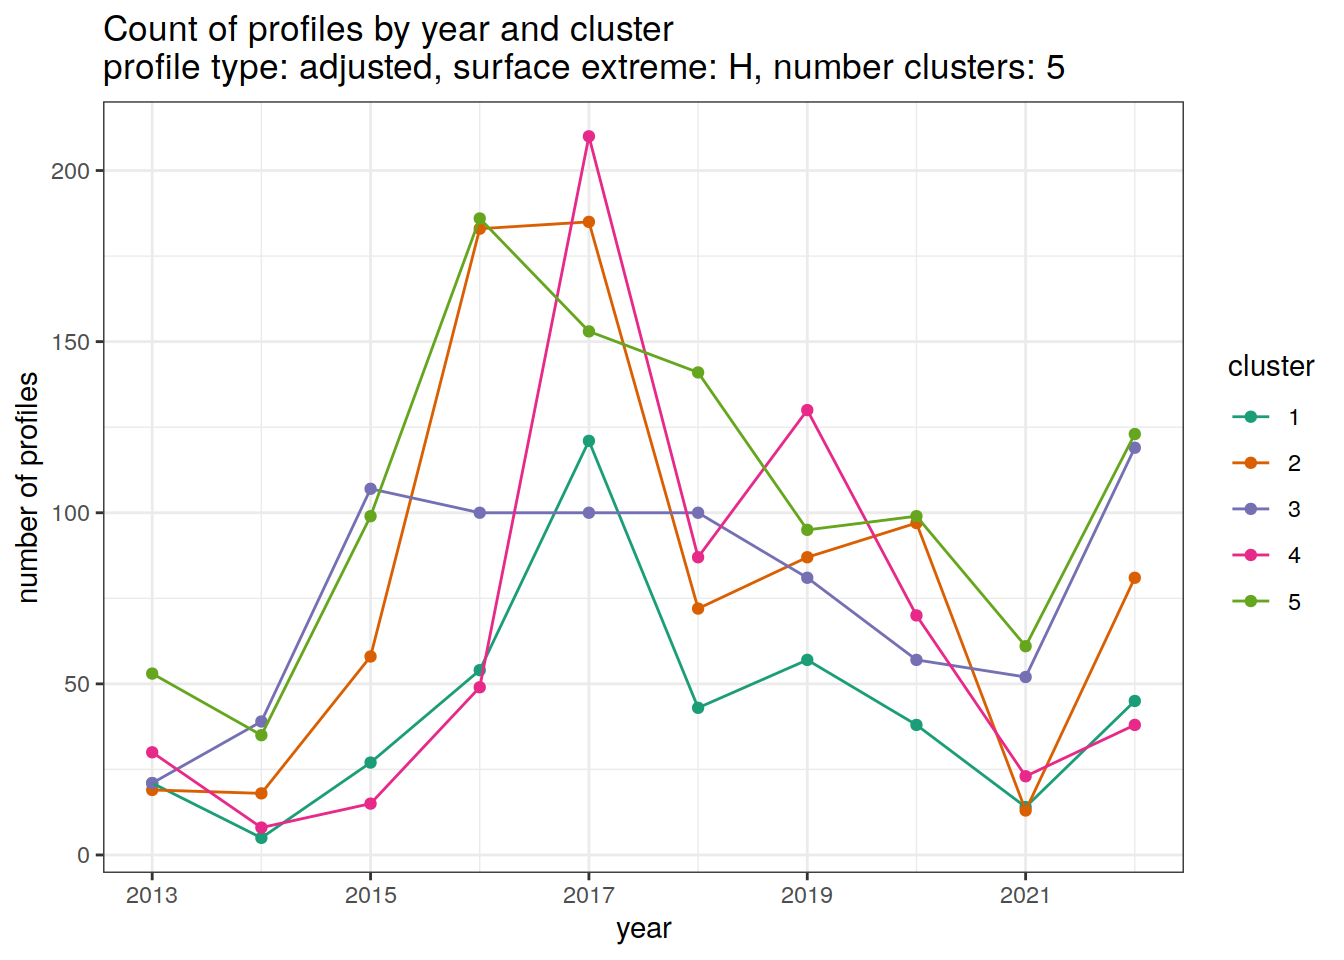 Count of profiles by year and cluster
profile type: adjusted, surface extreme: H, number clusters: 5
200
150
100
50
0
number of profiles
2013 2015 2017 2019 2021
year
cluster
1
2
3
4
5